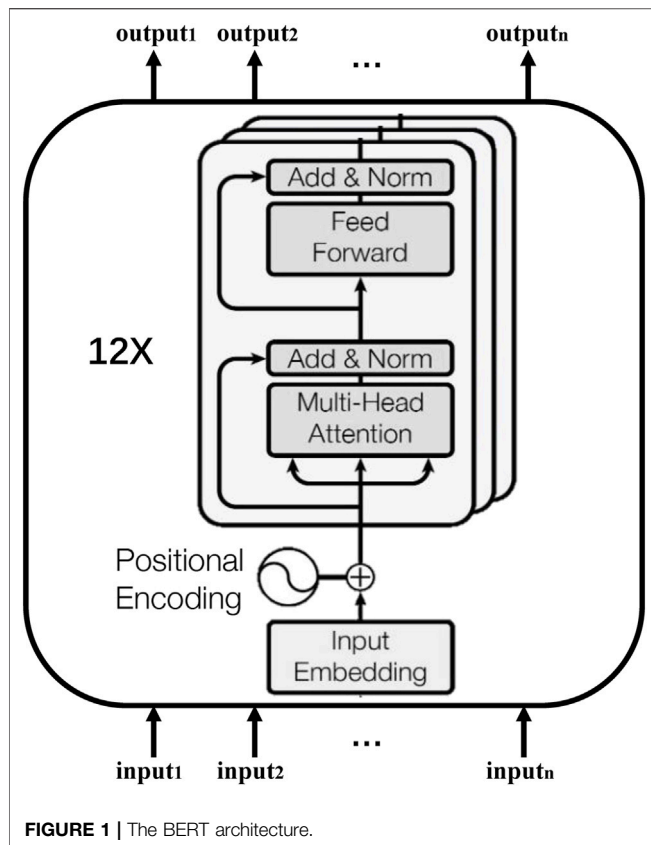 output1 output2 ... outputn
Add & Norm
Feed
Forward
12X
Add & Norm
Multi-Head
Attention
Positional
Encoding
Input
Embedding
input1 input2 ... inputn
FIGURE 1 | The BERT architecture.